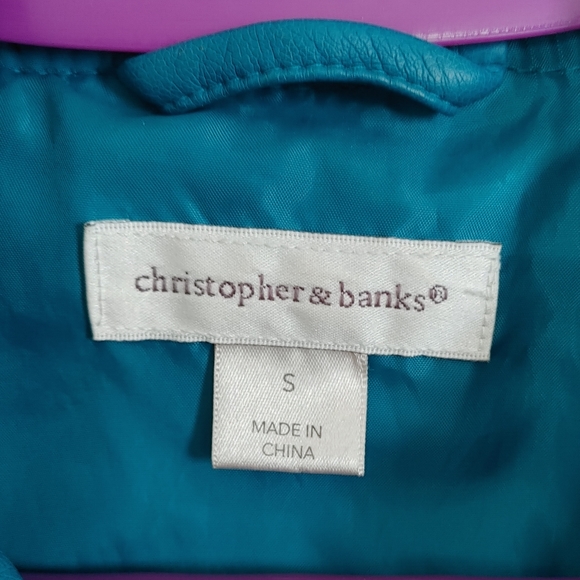 christopher & banks®
S
MADE IN
CHINA